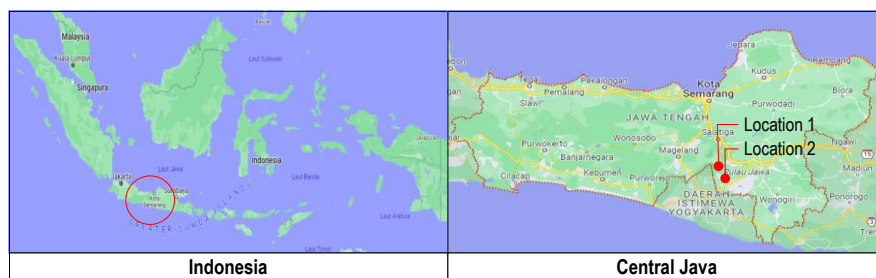 Malaysia
Kuala Lumpur
Singapura
Laut Sulawesi
Indonesia
Jakarta
Laut Jawa
Surabaya
Kota
Semarang
Laut Banda
Laut Arafura
Laut Timor
GREATER SUNDA ISLANDS
Indonesia
Jepara
Kudus
Rembang
Kota
Semarang
Tegal
Pekalongan
Pemalang
Slawi
Purwodadi
Blora
JAWA TENGAH
Salatiga
Location 1
Location 2
Purwokerto
Wonosobo
Banjarnegara
Magelang
Ngawi
15
Madiun
Pulau Jawa
Cilacap
Kebumen
Purworejo
DAERAH
ISTIMEWA
YOGYAKARTA
Wonogiri
Ponorogo
3
Central Java